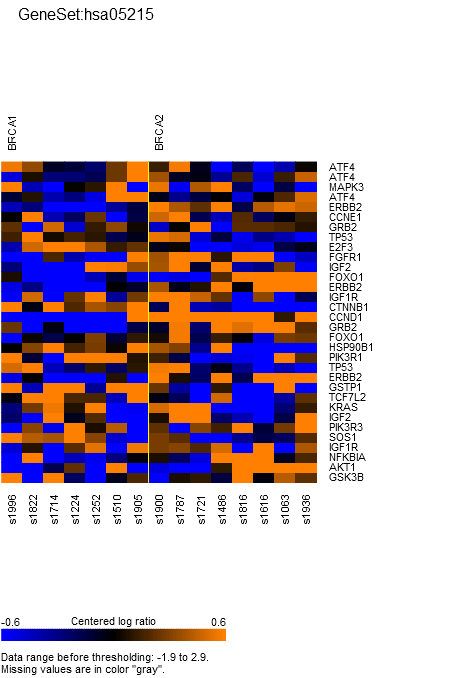 GeneSet:hsa05215
BRCA1 BRCA2
ATF4
ATF4
MAPK3
ATF4
ERBB2
CCNE1
GRB2
TP53
E2F3
FGFR1
IGF2
FOXO1
ERBB2
IGF1R
CTNNB1
CCND1
GRB2
FOXO1
HSP90B1
PIK3R1
TP53
ERBB2
GSTP1
TCF7L2
KRAS
IGF2
PIK3R3
SOS1
IGF1R
NFKBIA
AKT1
GSK3B
s1996 s1822 s1714 s1224 s1252 s1510 s1905 s1900 s1787 s1721 s1486 s1816 s1616 s1063 s1936
-0.6 Centered log ratio 0.6
Data range before thresholding: -1.9 to 2.9.
Missing values are in color "gray".